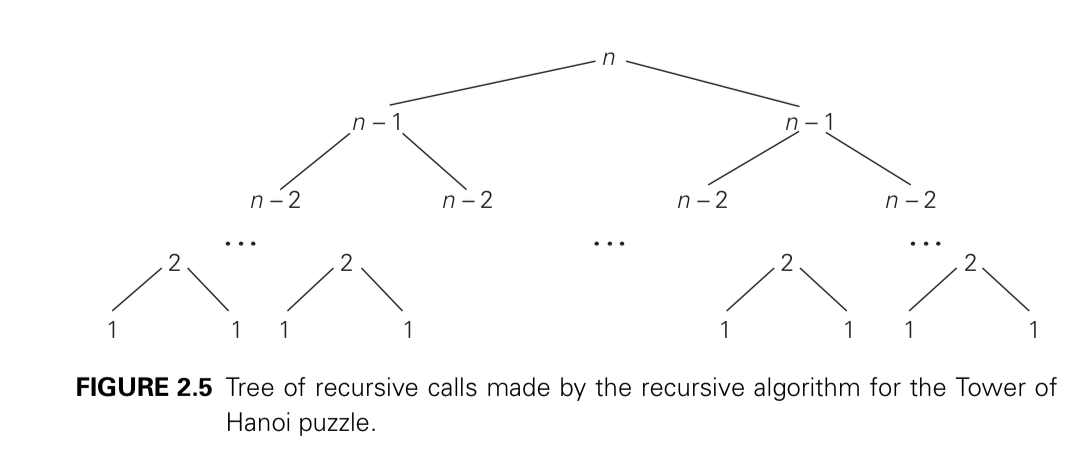 n
n – 1 n – 1
n – 2 n – 2 n – 2 n – 2
... ... ...
2 2 2 2
1 1 1 1 1 1 1 1
FIGURE 2.5 Tree of recursive calls made by the recursive algorithm for the Tower of
Hanoi puzzle.